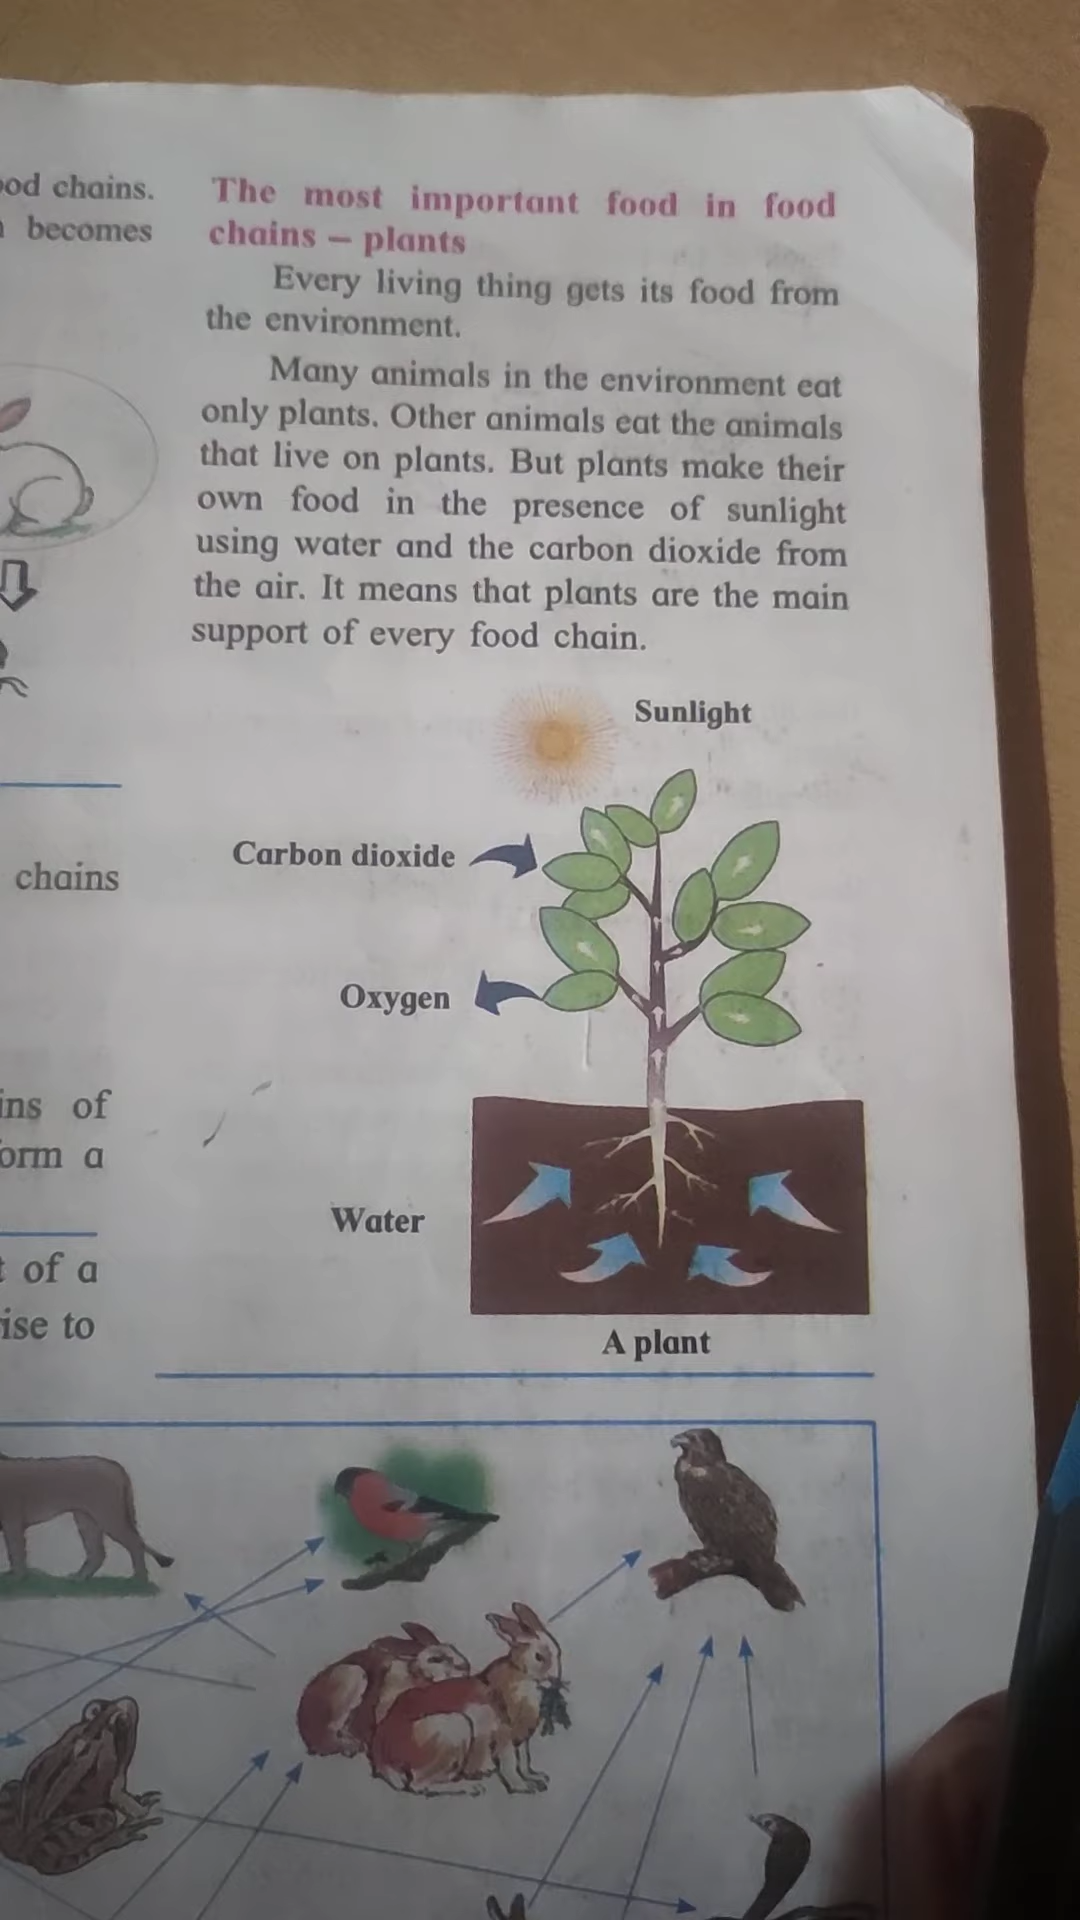 ood chains.
becomes
chains
ins of
orm a
of a
ise to
The most important food in food
chains – plants
Every living thing gets its food from
the environment.
Many animals in the environment eat
only plants. Other animals eat the animals
that live on plants. But plants make their
own food in the presence of sunlight
using water and the carbon dioxide from
the air. It means that plants are the main
support of every food chain.
Sunlight
Carbon dioxide
Oxygen
Water
A plant